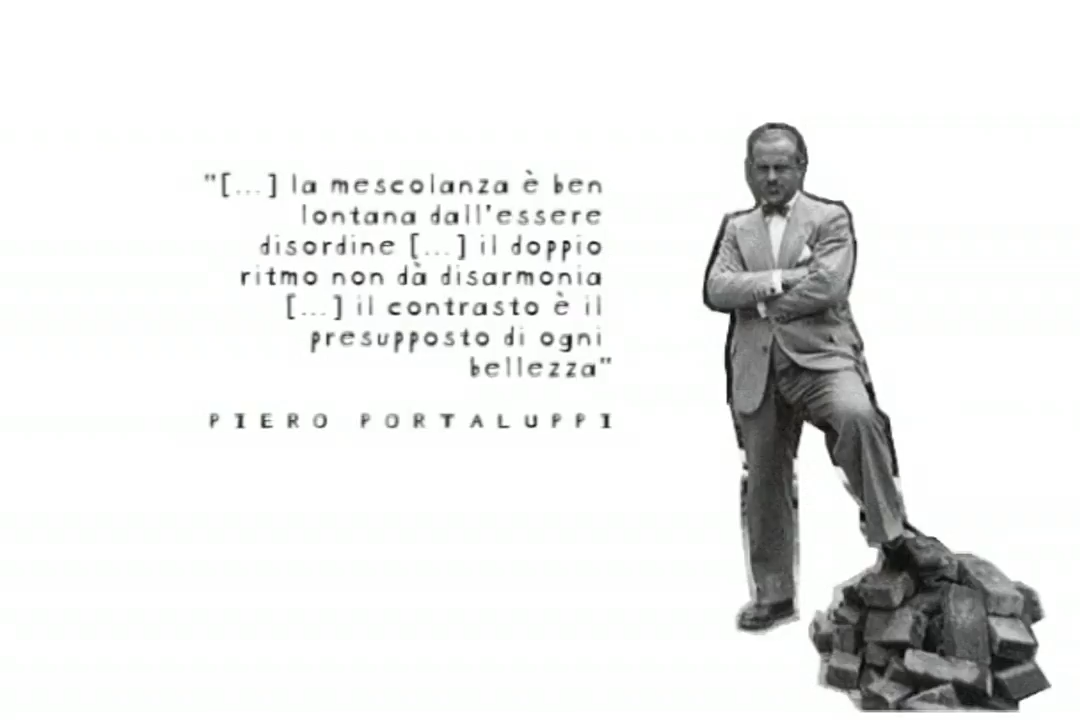 "[...] la mescolanza è ben
lontana dall'essere
disordine [...] il doppio
ritmo non dà disarmonia
[...] il contrasto è il
presupposto di ogni
bellezza"
PIERO PORTALUPPI